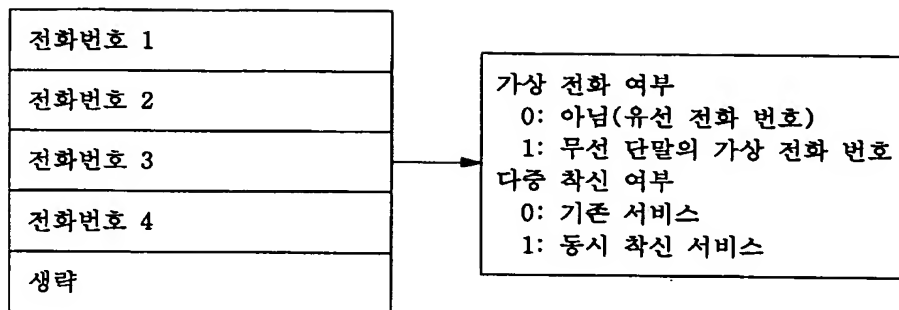 전화번호 1
전화번호 2
전화번호 3
전화번호 4
생략
가상 전화 여부
0: 아님(유선 전화 번호)
1: 무선 단말의 가상 전화 번호
다중 착신 여부
0: 기존 서비스
1: 동시 착신 서비스